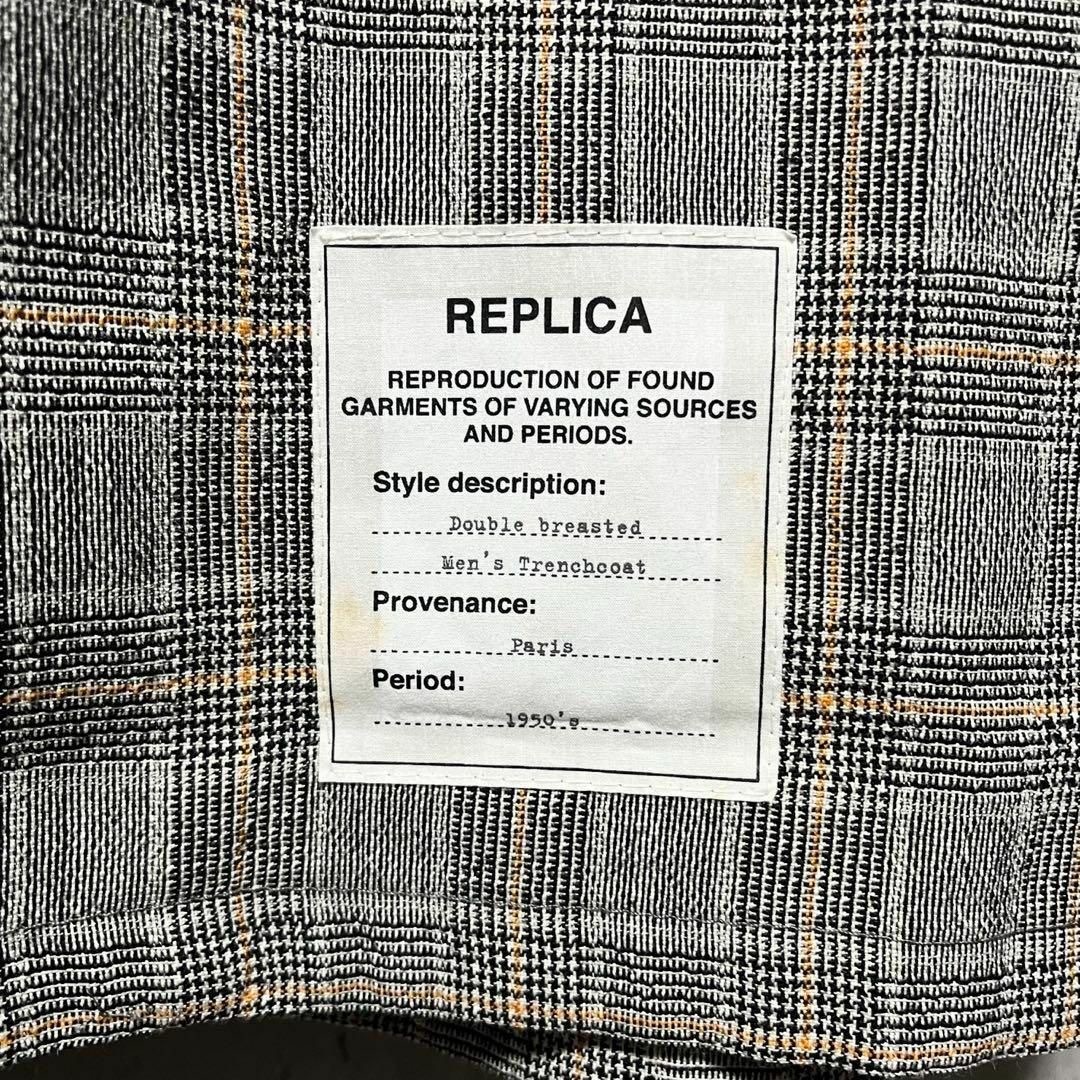 REPLICA
REPRODUCTION OF FOUND
GARMENTS OF VARYING SOURCES
AND PERIODS.
Style description:
Double breasted
Men's Trenchcoat
Provenance:
Paris
Period:
1950's